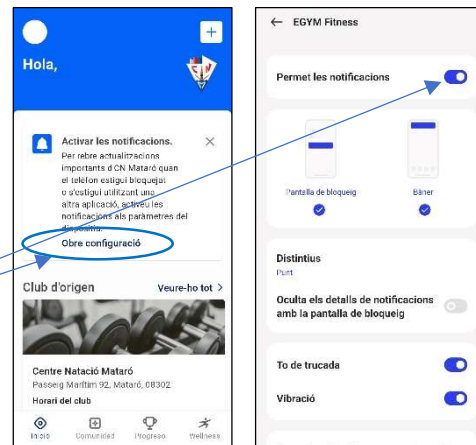 Hola,
Activar les notificacions.
Per rebre actualitzacions
importants d CN Mataró quan
el telèfon estigui bloquejat
o s'estigui utilitzant una
altra aplicació, activeu les
notificacions als paràmetres del
dispositiu.
Obre configuració
Club d'origen
Veure-ho tot >
Centre Natació Mataró
Passeig Marítim 92, Mataró, 08302
Horari del club
Inicio
Comunidad
Progreso
Wellness
← EGYM Fitness
Permet les notificacions
Pantalla de bloqueig
Bàner
Distintius
Punt
Oculta els detalls de notificacions
amb la pantalla de bloqueig
To de trucada
Vibració